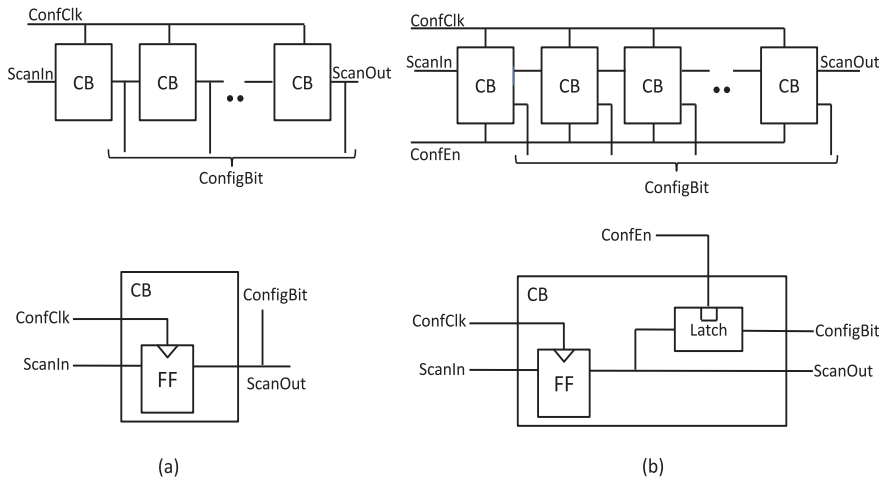 ConfClk
ScanIn
CB
CB
CB
ScanOut
ConfigBit
CB
ConfigBit
ConfClk
ScanIn
FF
ScanOut
(a)
ConfClk
ScanIn
CB
CB
CB
CB
ScanOut
ConfEn
ConfigBit
ConfEn
CB
ConfClk
Latch
ConfigBit
ScanIn
FF
ScanOut
(b)